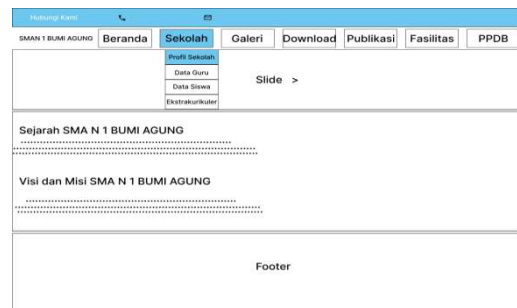 Hubungi Kami
SMAN 1 BUMI AGUNG Beranda Sekolah Galeri Download Publikasi Fasilitas PPDB
Profil Sekolah
Data Guru
Data Siswa
Ekstrakurikuler
Slide >
Sejarah SMA N 1 BUMI AGUNG
Visi dan Misi SMA N 1 BUMI AGUNG
Footer